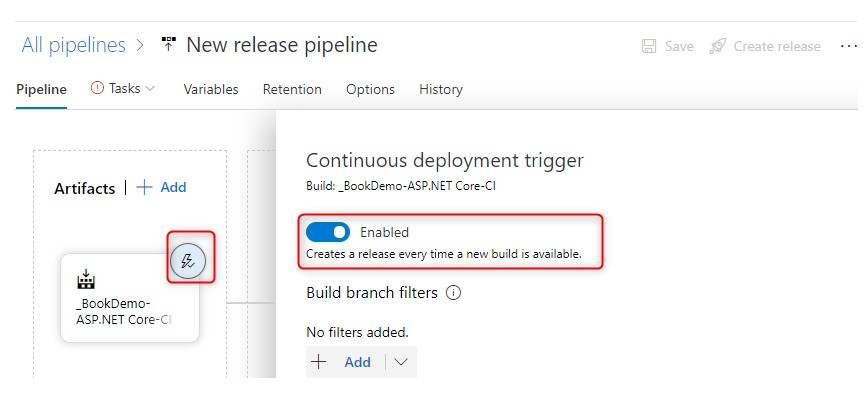 All pipelines > New release pipeline
Save Create release ...
Pipeline Tasks Variables Retention Options History
Artifacts | + Add
_BookDemo-
ASP.NET Core-CI
Continuous deployment trigger
Build: _BookDemo-ASP.NET Core-CI
Enabled
Creates a release every time a new build is available.
Build branch filters
No filters added.
+ Add